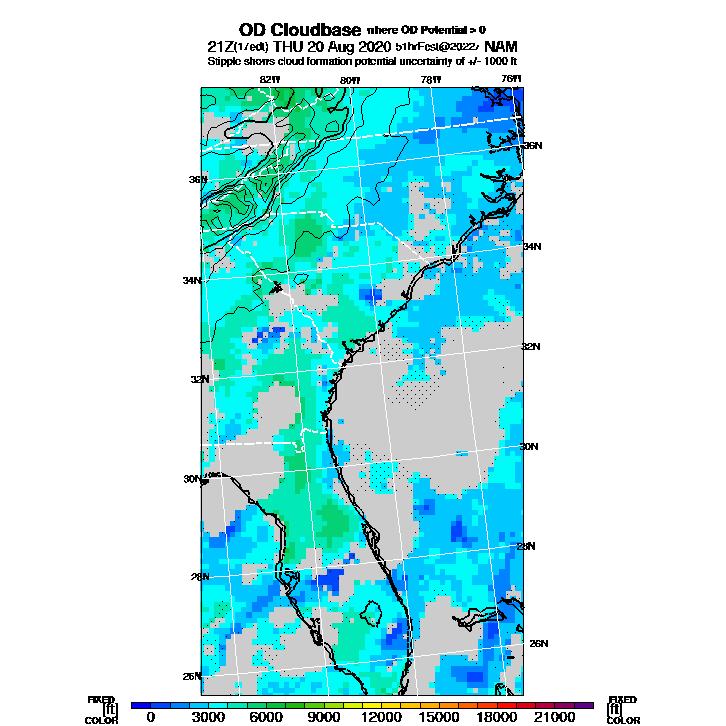 OD Cloudbase where OD Potential > 0
21Z(17edt) THU 20 Aug 2020 51hrFcst@2022z NAM
Stipple shows cloud formation potential uncertainty of +/- 1000 ft
82W 80W 78W 76W
36N
36N
34N
34N
32N
32N
30N
30N
28N
28N
26N
26N
FIXED FIXED
[ft] [ft]
COLOR COLOR
0 3000 6000 9000 12000 15000 18000 21000